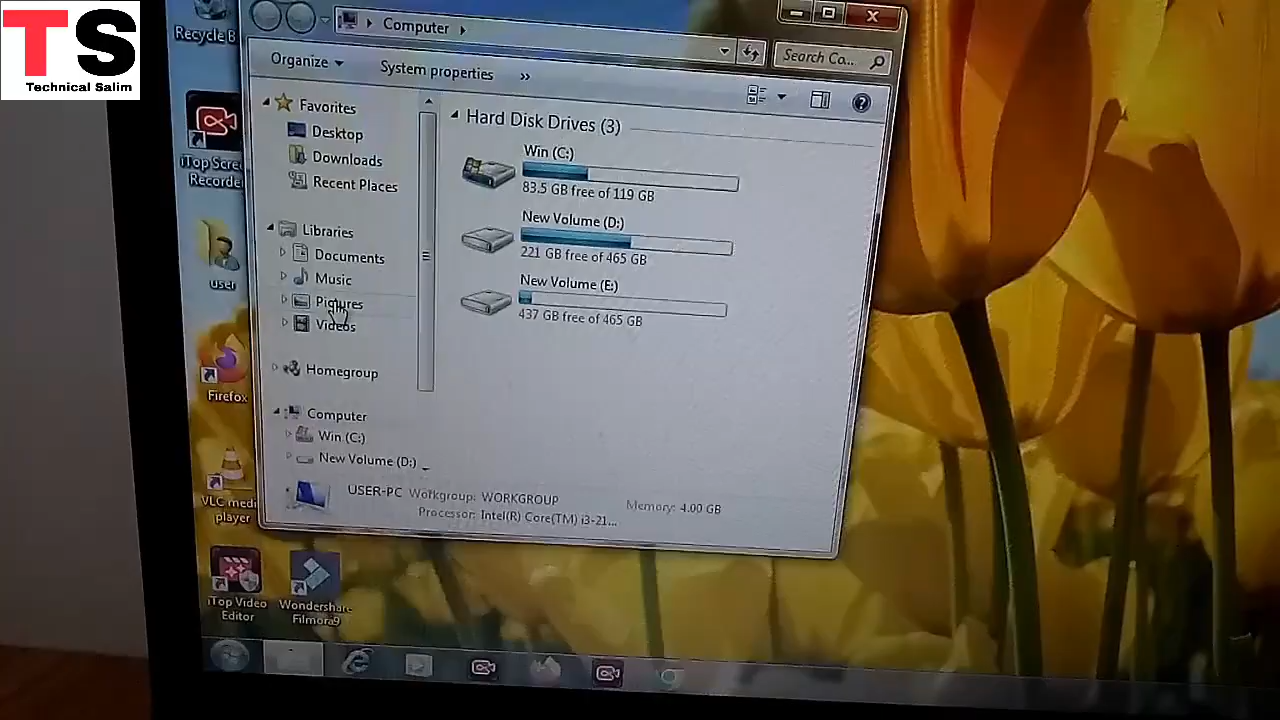 TS
Technical Salim
Recycle B
iTop Scre
Recorde
user
Firefox
VLC medi
player
iTop Video
Editor
Wondershare
Filmora9
Computer
Search Co...
Organize
System properties
»
Favorites
Desktop
Downloads
Recent Places
Libraries
Documents
Music
Pictures
Videos
Homegroup
Computer
Win (C:)
New Volume (D:)
Hard Disk Drives (3)
Win (C:)
83.5 GB free of 119 GB
New Volume (D:)
221 GB free of 465 GB
New Volume (E:)
437 GB free of 465 GB
USER-PC Workgroup: WORKGROUP Memory: 4.00 GB
Processor: Intel(R) Core(TM) i3-21...